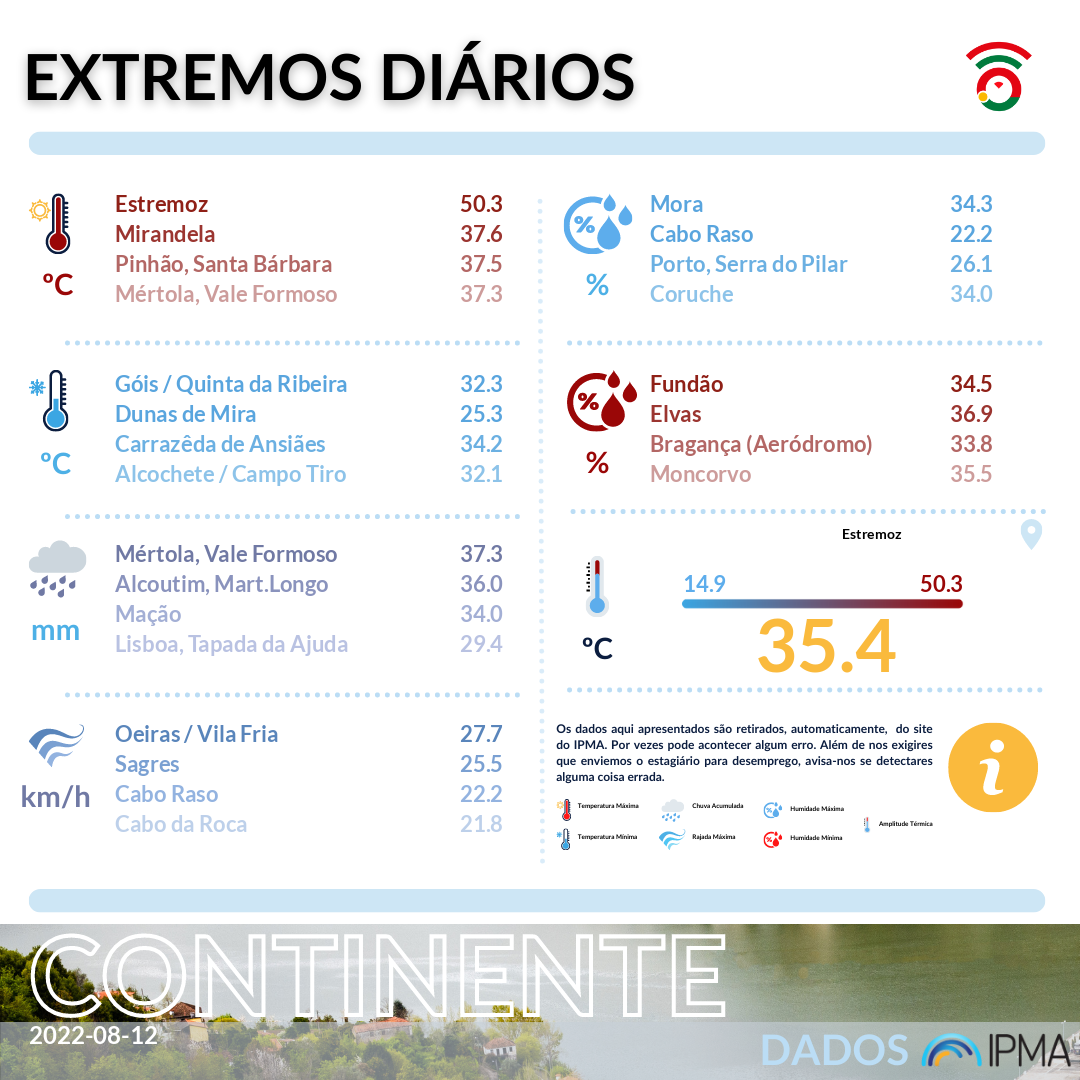 EXTREMOS DIÁRIOS
Estremoz 50.3
Mirandela 37.6
Pinhão, Santa Bárbara 37.5
Mértola, Vale Formoso 37.3
ºC
Góis / Quinta da Ribeira 32.3
Dunas de Mira 25.3
Carrazêda de Ansiães 34.2
Alcochete / Campo Tiro 32.1
ºC
Mértola, Vale Formoso 37.3
Alcoutim, Mart.Longo 36.0
Mação 34.0
Lisboa, Tapada da Ajuda 29.4
mm
Oeiras / Vila Fria 27.7
Sagres 25.5
Cabo Raso 22.2
Cabo da Roca 21.8
km/h
%
Mora 34.3
Cabo Raso 22.2
Porto, Serra do Pilar 26.1
Coruche 34.0
%
%
Fundão 34.5
Elvas 36.9
Bragança (Aeródromo) 33.8
Moncorvo 35.5
%
Estremoz
14.9 50.3
35.4
ºC
Os dados aqui apresentados são retirados, automaticamente, do site
do IPMA. Por vezes pode acontecer algum erro. Além de nos exigires
que enviemos o estagiário para desemprego, avisa-nos se detectares
alguma coisa errada.
i
Temperatura Máxima Chuva Acumulada Humidade Máxima
Amplitude Térmica
Temperatura Mínima Rajada Máxima Humidade Mínima
CONTINENTE
2022-08-12
DADOS IPMA